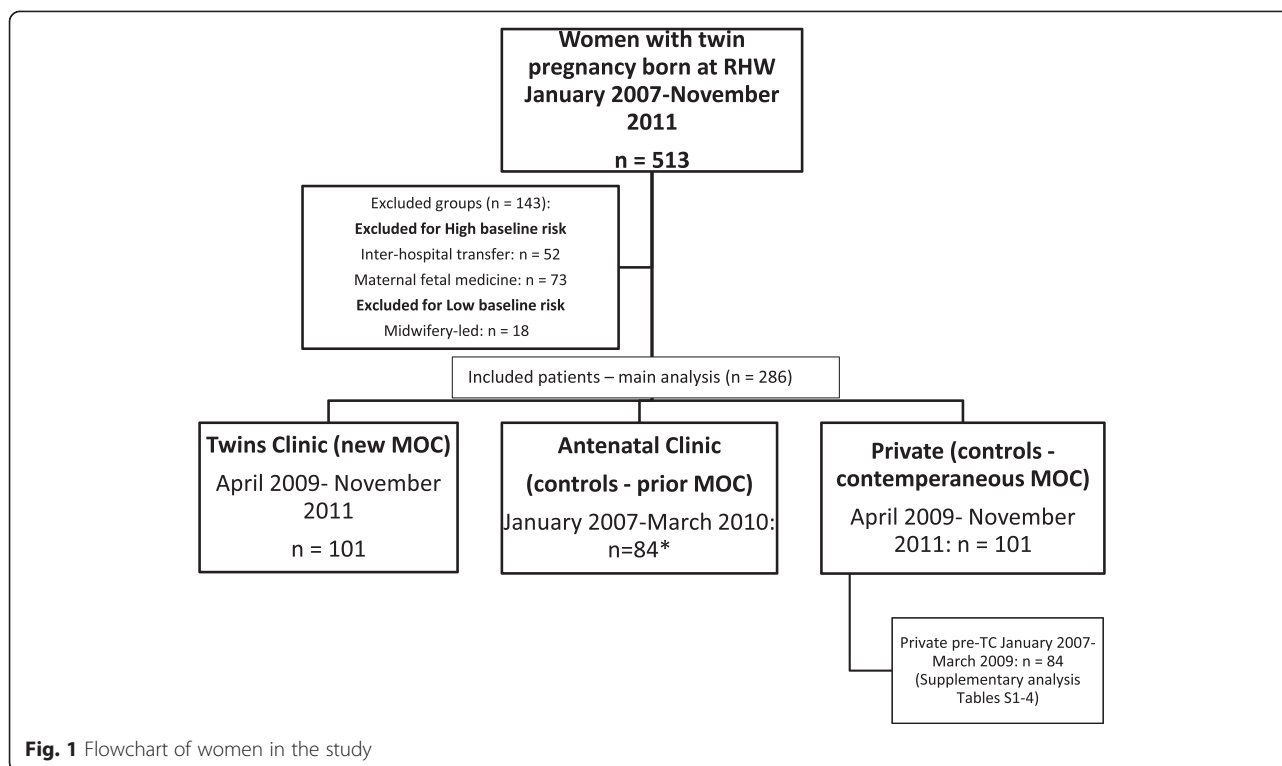 Women with twin
pregnancy born at RHW
January 2007-November
2011
n = 513
Excluded groups (n = 143):
Excluded for High baseline risk
Inter-hospital transfer: n = 52
Maternal fetal medicine: n = 73
Excluded for Low baseline risk
Midwifery-led: n = 18
Included patients – main analysis (n = 286)
Twins Clinic (new MOC)
April 2009- November
2011
n = 101
Antenatal Clinic
(controls - prior MOC)
January 2007-March 2010:
n=84*
Private (controls -
contemperaneous MOC)
April 2009- November
2011: n = 101
Private pre-TC January 2007-
March 2009: n = 84
(Supplementary analysis
Tables S1-4)
Fig. 1 Flowchart of women in the study